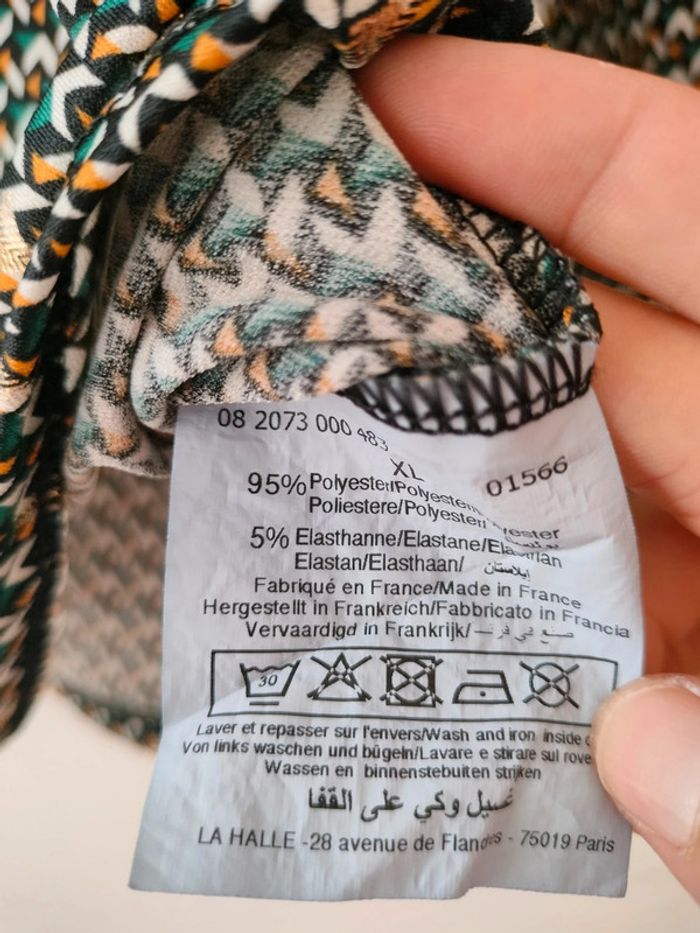 08 2073 000 483
XL
01566
95% Polyester/Polyester
Poliestere/Polyester/
5% Elasthanne/Elastane/
Elastan/Elasthaan/ إيلاستان
Fabriqué en France/Made in France
Hergestellt in Frankreich/Fabbricato in Francia
Vervaardigd in Frankrijk/
30
Laver et repasser sur l'envers/Wash and iron inside
Von links waschen und bügeln/Lavare e stirare sul rove
Wassen en binnenstebuiten strijken
غسيل وكي على القفا
LA HALLE -28 avenue de Flandres - 75019 Paris